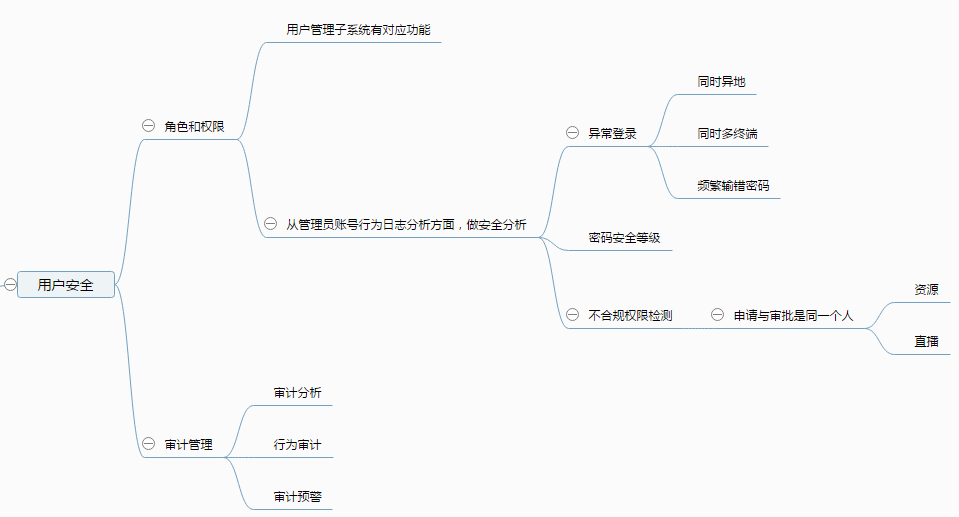 用户管理子系统有对应功能
同时异地
角色和权限
异常登录
同时多终端
频繁输错密码
从管理员账号行为日志分析方面，做安全分析
密码安全等级
用户安全
资源
不合规权限检测
申请与审批是同一个人
直播
审计分析
审计管理
行为审计
审计预警